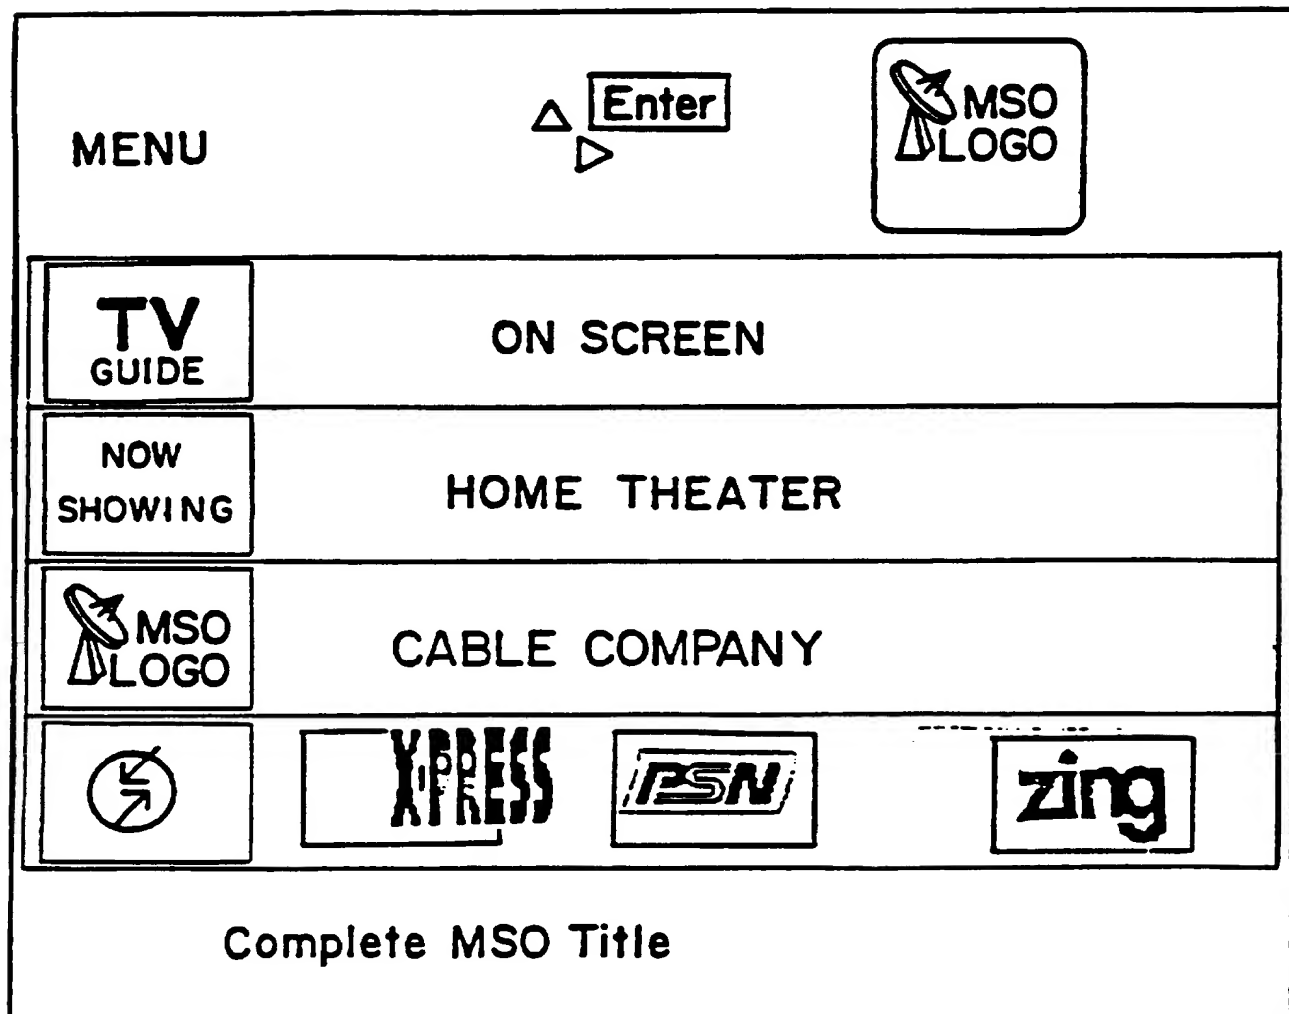 MENU
Enter
MSO
LOGO
TV
GUIDE
ON SCREEN
NOW
SHOWING
HOME THEATER
MSO
LOGO
CABLE COMPANY
X·PRESS
PSN
zing
Complete MSO Title